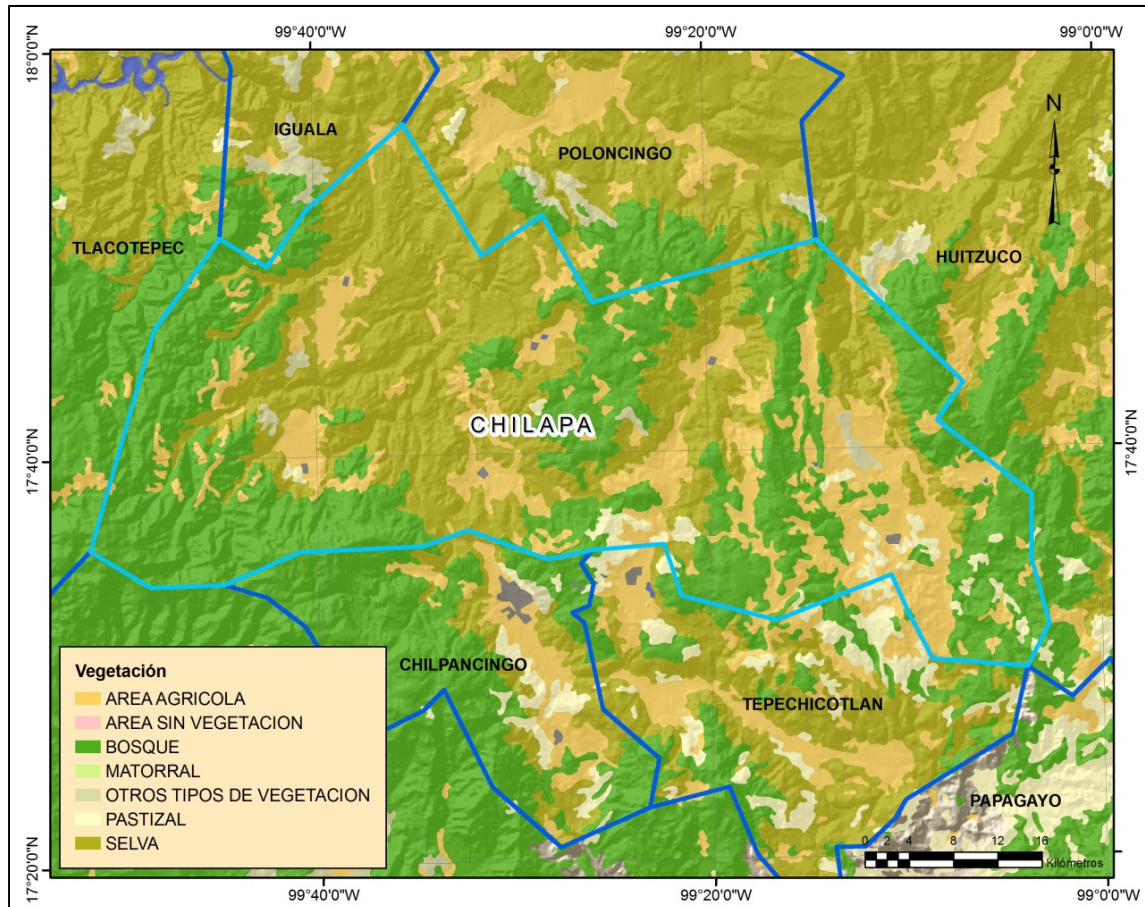 99°40'0"W
99°20'0"W
99°0'0"W
18°0'0"N
N
IGUALA
POLONCINGO
TLACOTEPEC
HUITZUCO
CHILAPA
17°40'0"N
17°40'0"N
CHILPANCINGO
TEPECHICOTLAN
PAPAGAYO
Vegetación
AREA AGRICOLA
AREA SIN VEGETACION
BOSQUE
MATORRAL
OTROS TIPOS DE VEGETACION
PASTIZAL
SELVA
0 2 4 8 12 16
Kilómetros
17°20'0"N
99°40'0"W
99°20'0"W
99°0'0"W